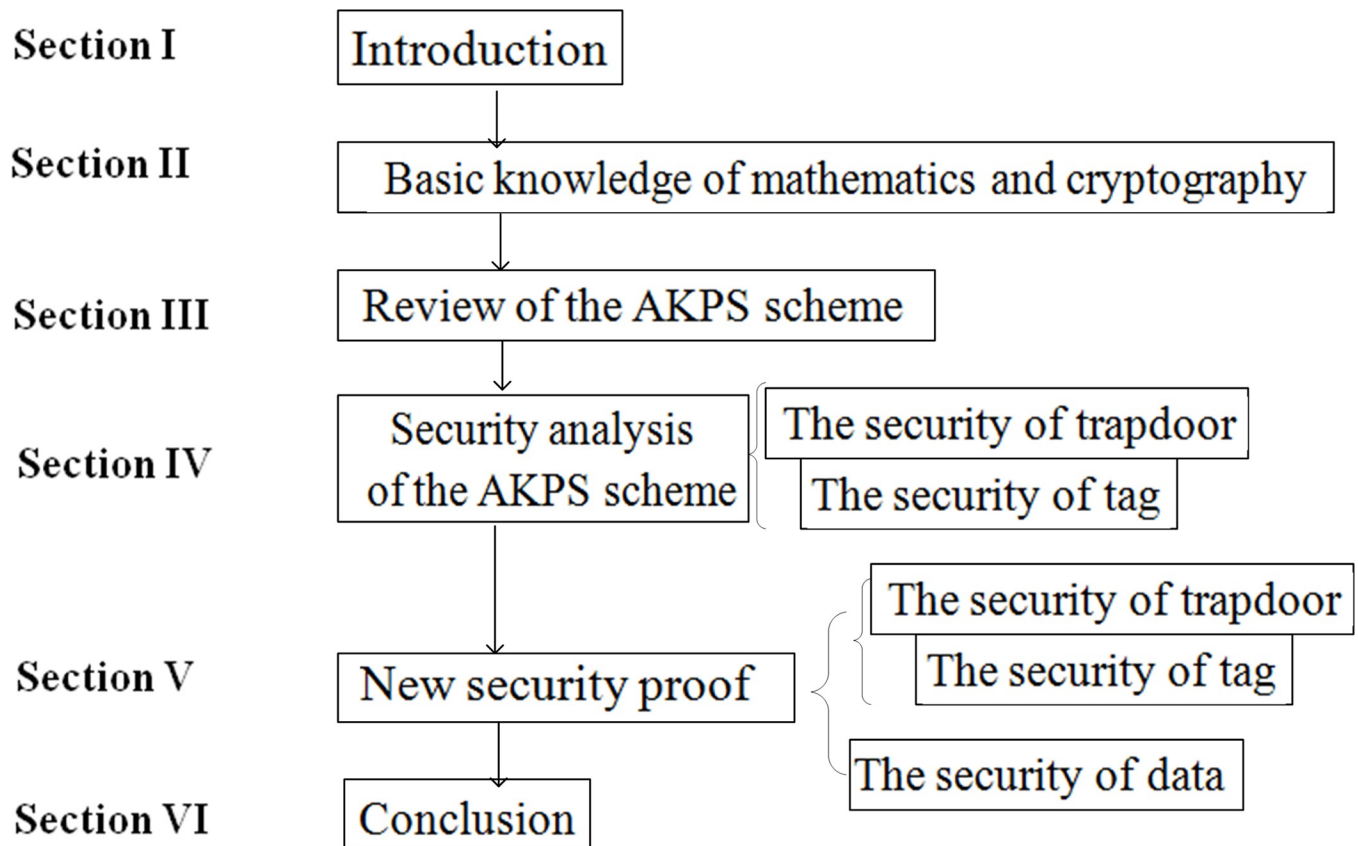 Section I
Introduction
Section II
Basic knowledge of mathematics and cryptography
Section III
Review of the AKPS scheme
Section IV
Security analysis
of the AKPS scheme
The security of trapdoor
The security of tag
Section V
New security proof
The security of trapdoor
The security of tag
The security of data
Section VI
Conclusion